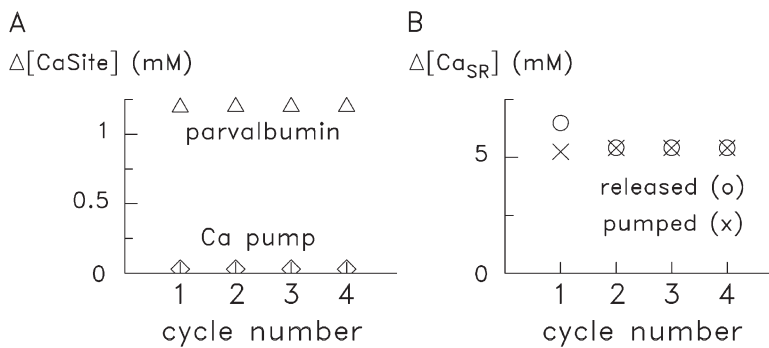 A
Δ[CaSite] (mM)
1
0.5
0
parvalbumin
Ca pump
1 2 3 4
cycle number
B
Δ[CaSR] (mM)
5
0
released (o)
pumped (x)
1 2 3 4
cycle number